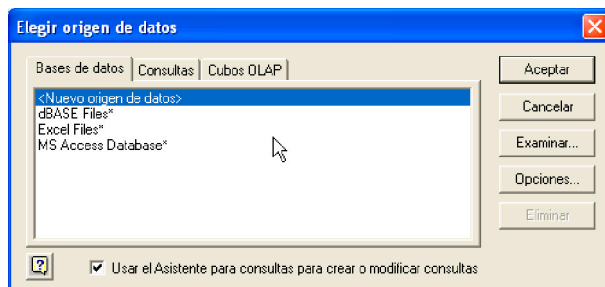 Elegir origen de datos
Bases de datos Consultas Cubos OLAP
<Nuevo origen de datos>
dBASE Files*
Excel Files*
MS Access Database*
Aceptar
Cancelar
Examinar...
Opciones...
Eliminar
Usar el Asistente para consultas para crear o modificar consultas